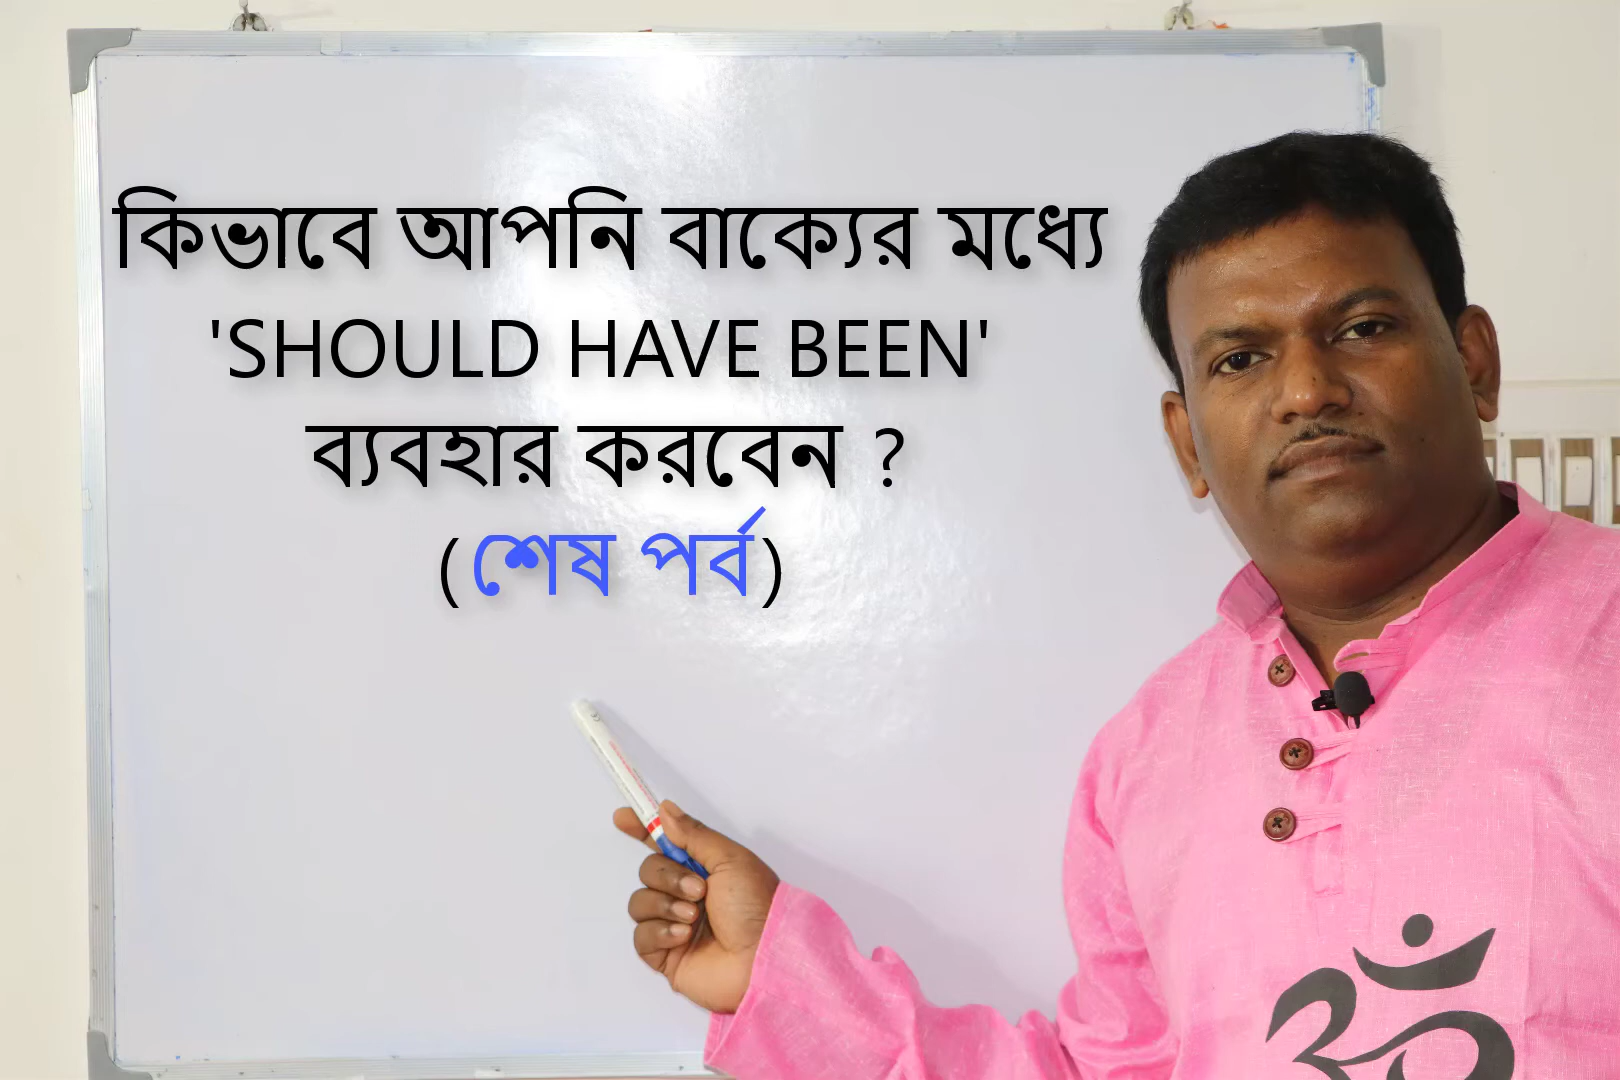 কিভাবে আপনি বাক্যের মধ্যে
'SHOULD HAVE BEEN'
ব্যবহার করবেন ?
(শেষ পর্ব)
ॐ